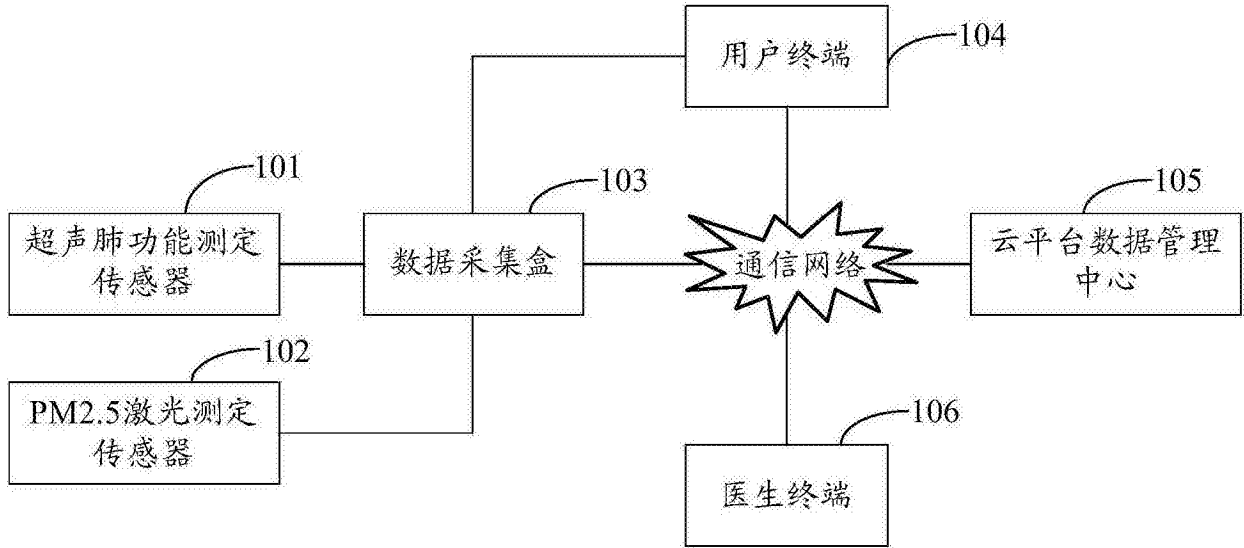 用户终端
104
101
103
105
超声肺功能测定
传感器
数据采集盒
通信网络
云平台数据管理
中心
102
PM2.5激光测定
传感器
106
医生终端